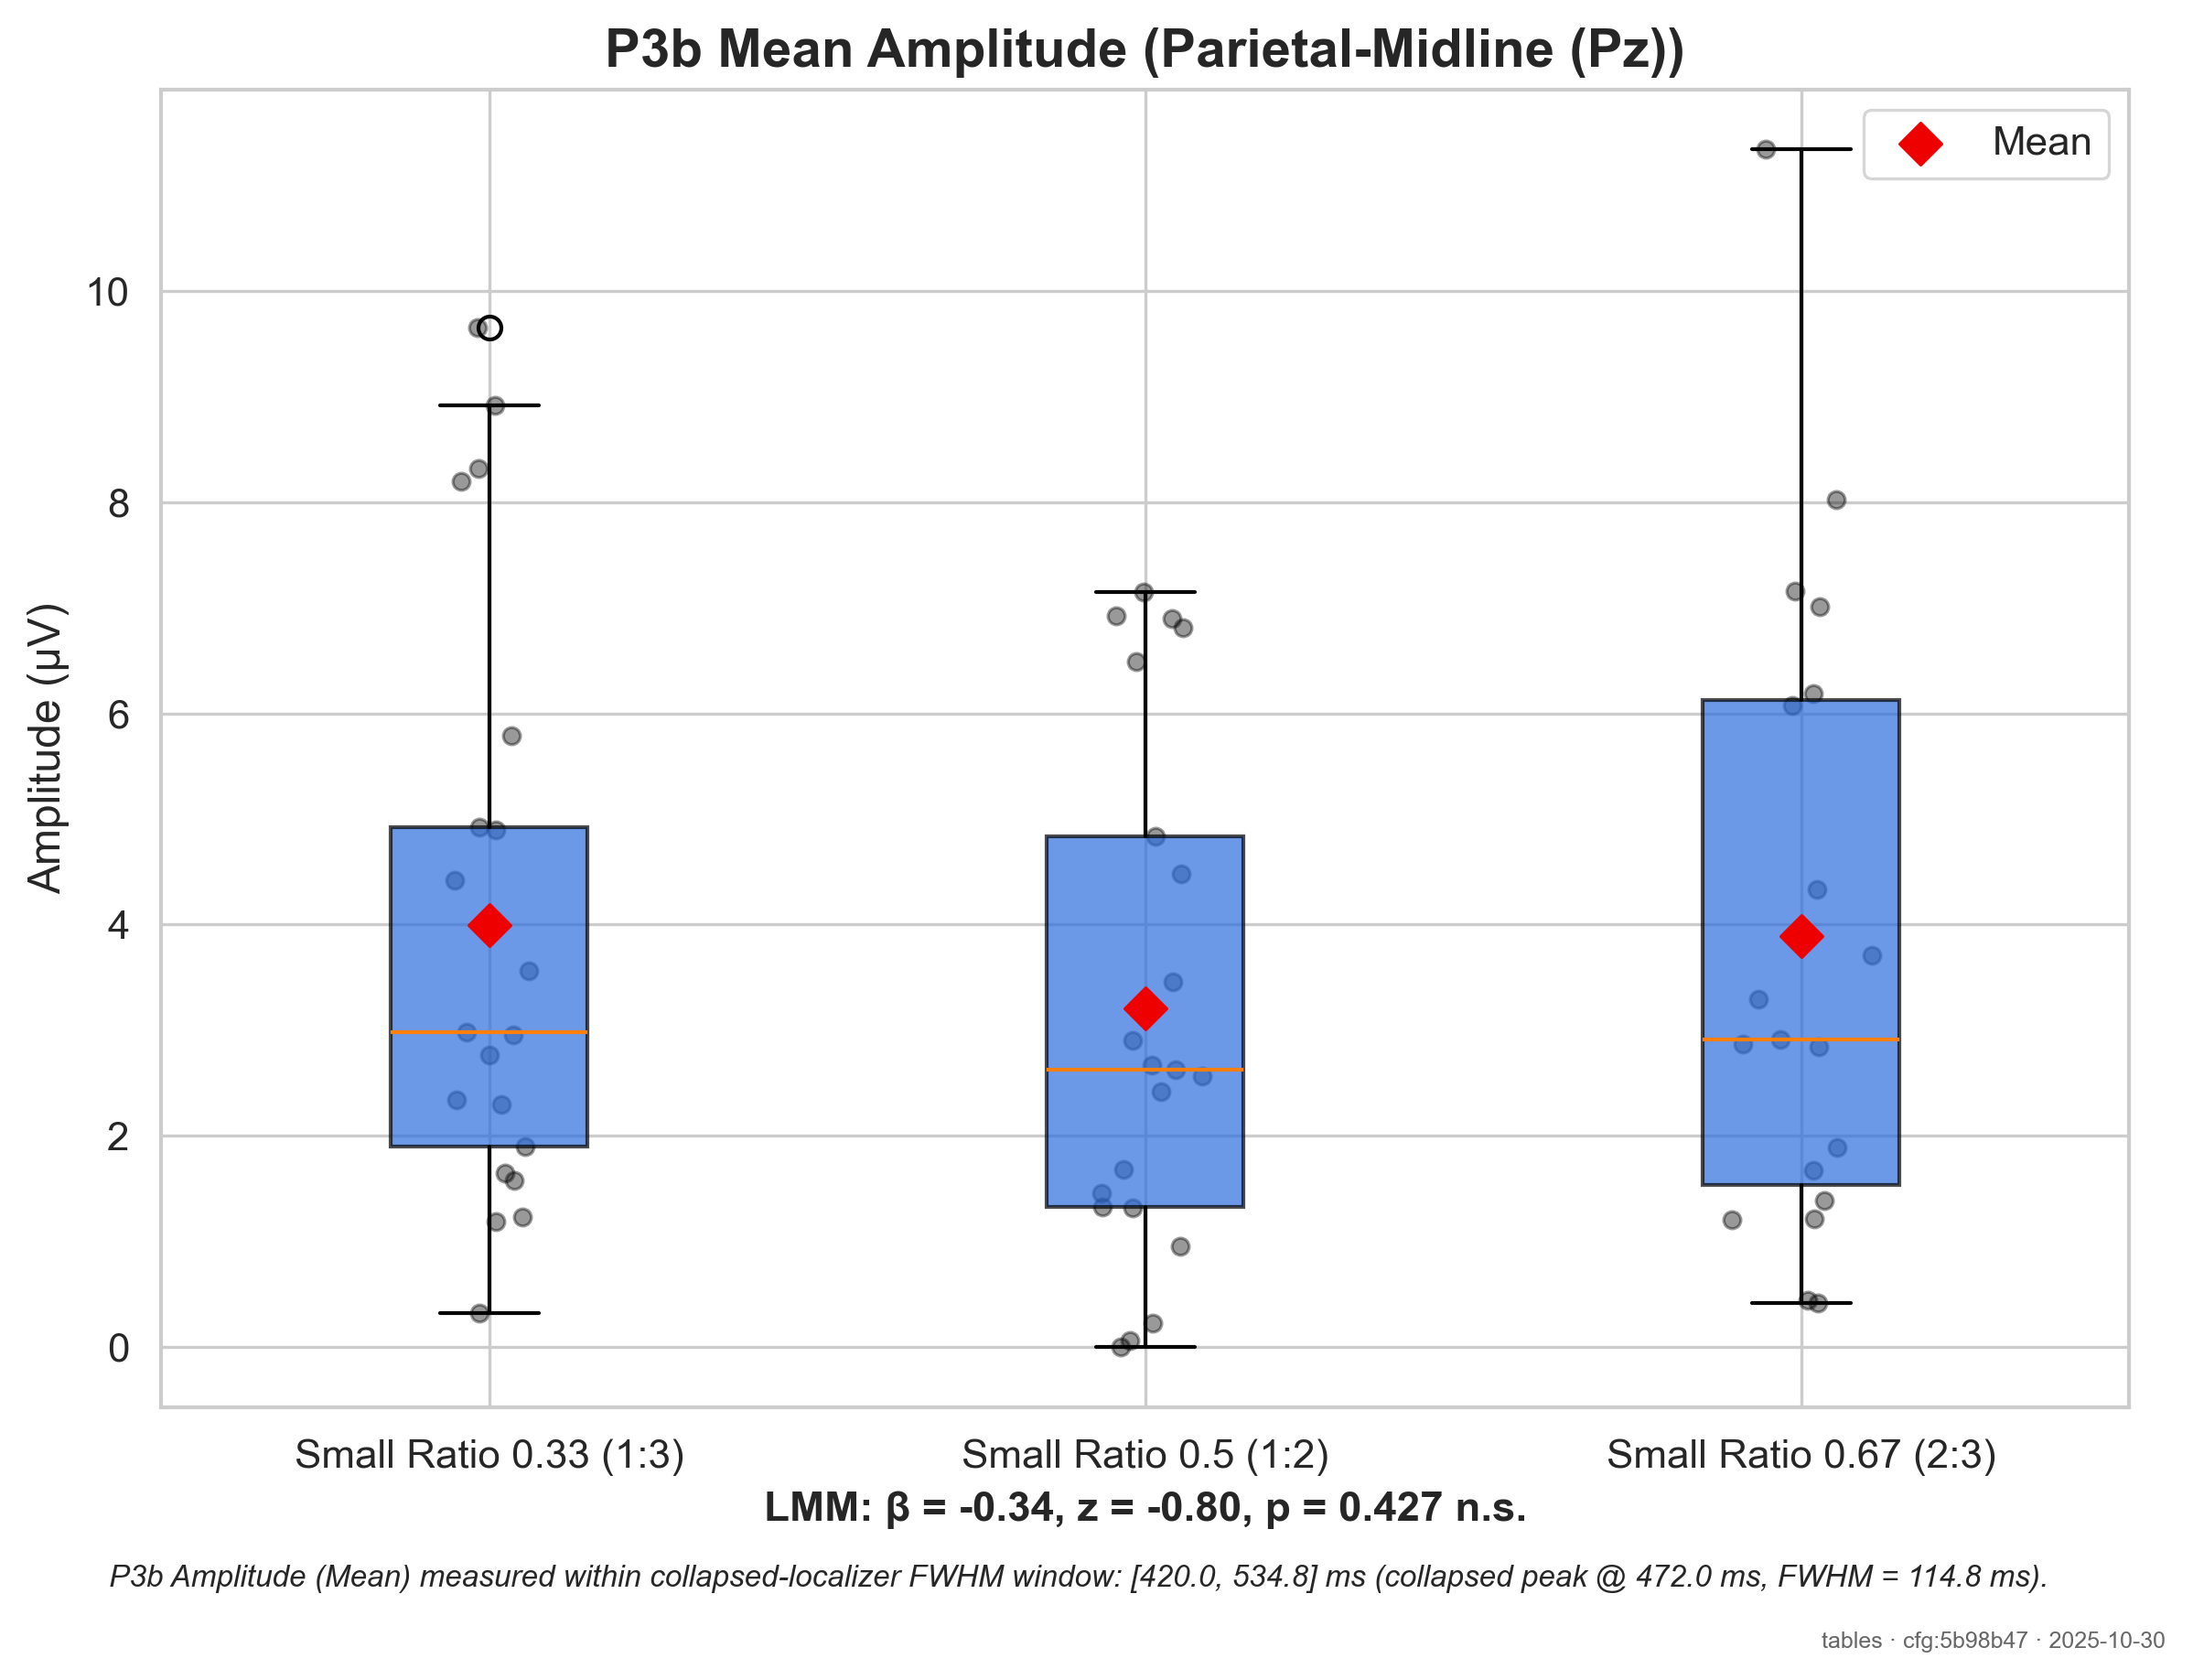 P3b Mean Amplitude (Parietal-Midline (Pz))
Mean
Amplitude (µV)
10
8
6
4
2
0
Small Ratio 0.33 (1:3)
Small Ratio 0.5 (1:2)
Small Ratio 0.67 (2:3)
LMM: β = -0.34, z = -0.80, p = 0.427 n.s.
P3b Amplitude (Mean) measured within collapsed-localizer FWHM window: [420.0, 534.8] ms (collapsed peak @ 472.0 ms, FWHM = 114.8 ms).
tables · cfg:5b98b47 · 2025-10-30